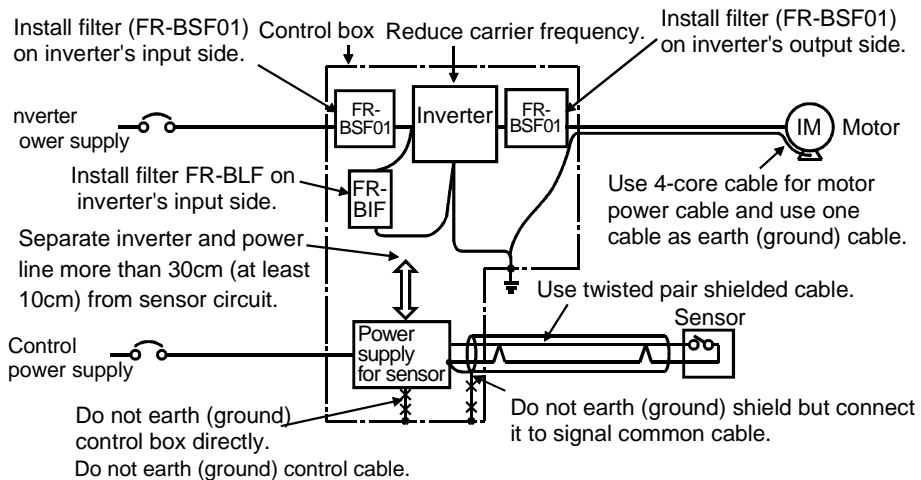 Install filter (FR-BSF01)
on inverter's input side.
Control box
Reduce carrier frequency.
Install filter (FR-BSF01)
on inverter's output side.
FR-
BSF01
Inverter
FR-
BSF01
nverter
ower supply
IM
Motor
Install filter FR-BLF on
inverter's input side.
FR-
BIF
Use 4-core cable for motor
power cable and use one
cable as earth (ground) cable.
Separate inverter and power
line more than 30cm (at least
10cm) from sensor circuit.
Use twisted pair shielded cable.
Sensor
Control
power supply
Power
supply
for sensor
Do not earth (ground)
control box directly.
Do not earth (ground) control cable.
Do not earth (ground) shield but connect
it to signal common cable.